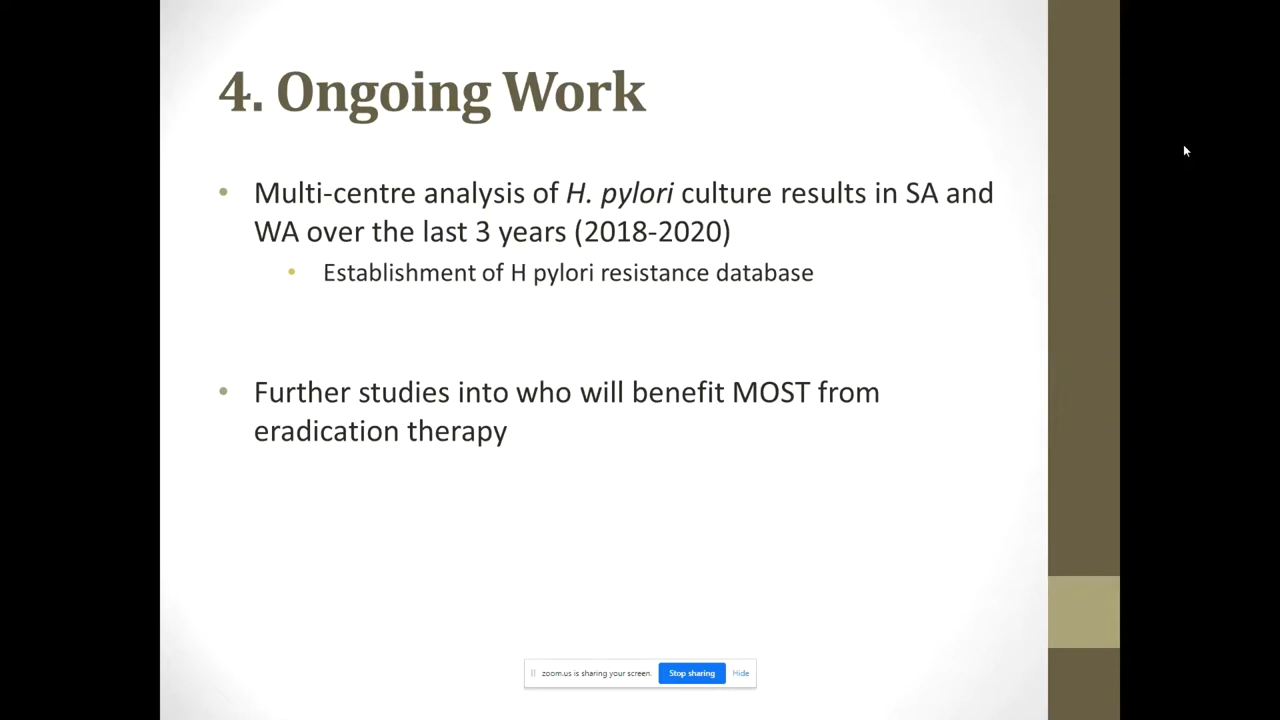 4. Ongoing Work
• Multi-centre analysis of H. pylori culture results in SA and
WA over the last 3 years (2018-2020)
• Establishment of H pylori resistance database
• Further studies into who will benefit MOST from
eradication therapy
zoom.us is sharing your screen. Stop sharing Hide